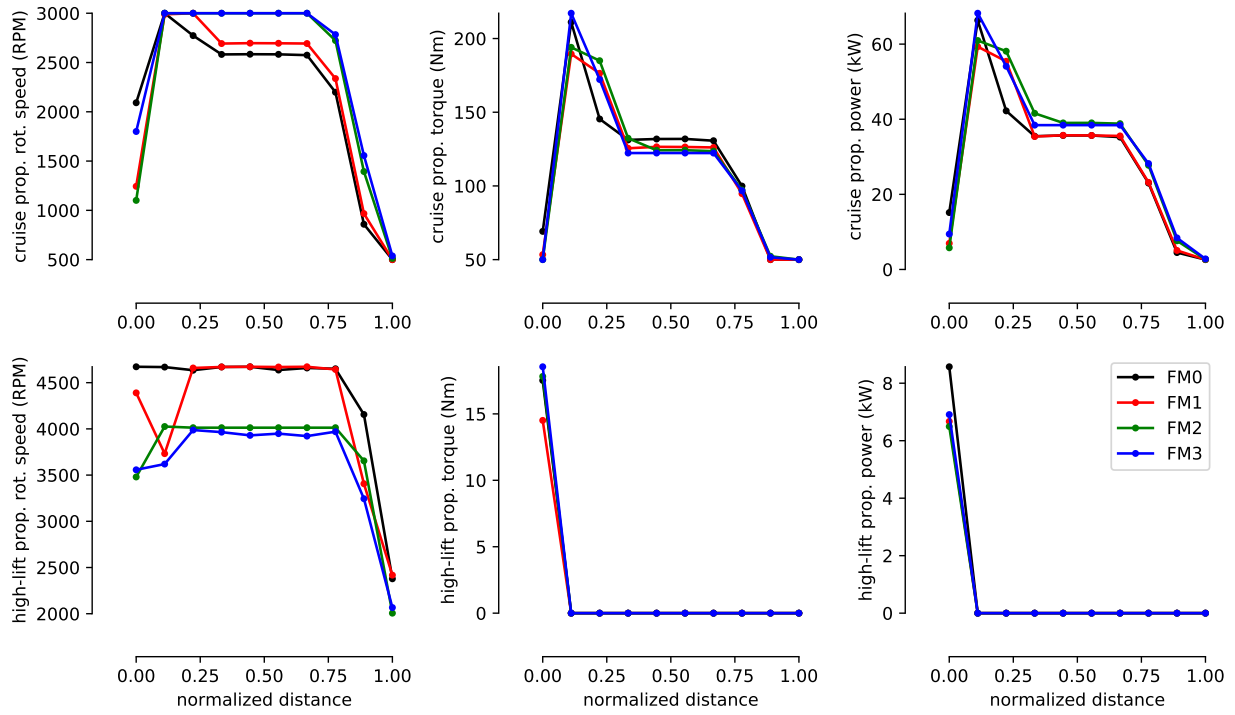 cruise prop. rot. speed (RPM)
3000
2500
2000
1500
1000
500
0.00 0.25 0.50 0.75 1.00
cruise prop. torque (Nm)
200
150
100
50
0.00 0.25 0.50 0.75 1.00
cruise prop. power (kW)
60
40
20
0
0.00 0.25 0.50 0.75 1.00
high-lift prop. rot. speed (RPM)
4500
4000
3500
3000
2500
2000
0.00 0.25 0.50 0.75 1.00
normalized distance
high-lift prop. torque (Nm)
15
10
5
0
0.00 0.25 0.50 0.75 1.00
normalized distance
high-lift prop. power (kW)
8
6
4
2
0
0.00 0.25 0.50 0.75 1.00
normalized distance
FM0
FM1
FM2
FM3